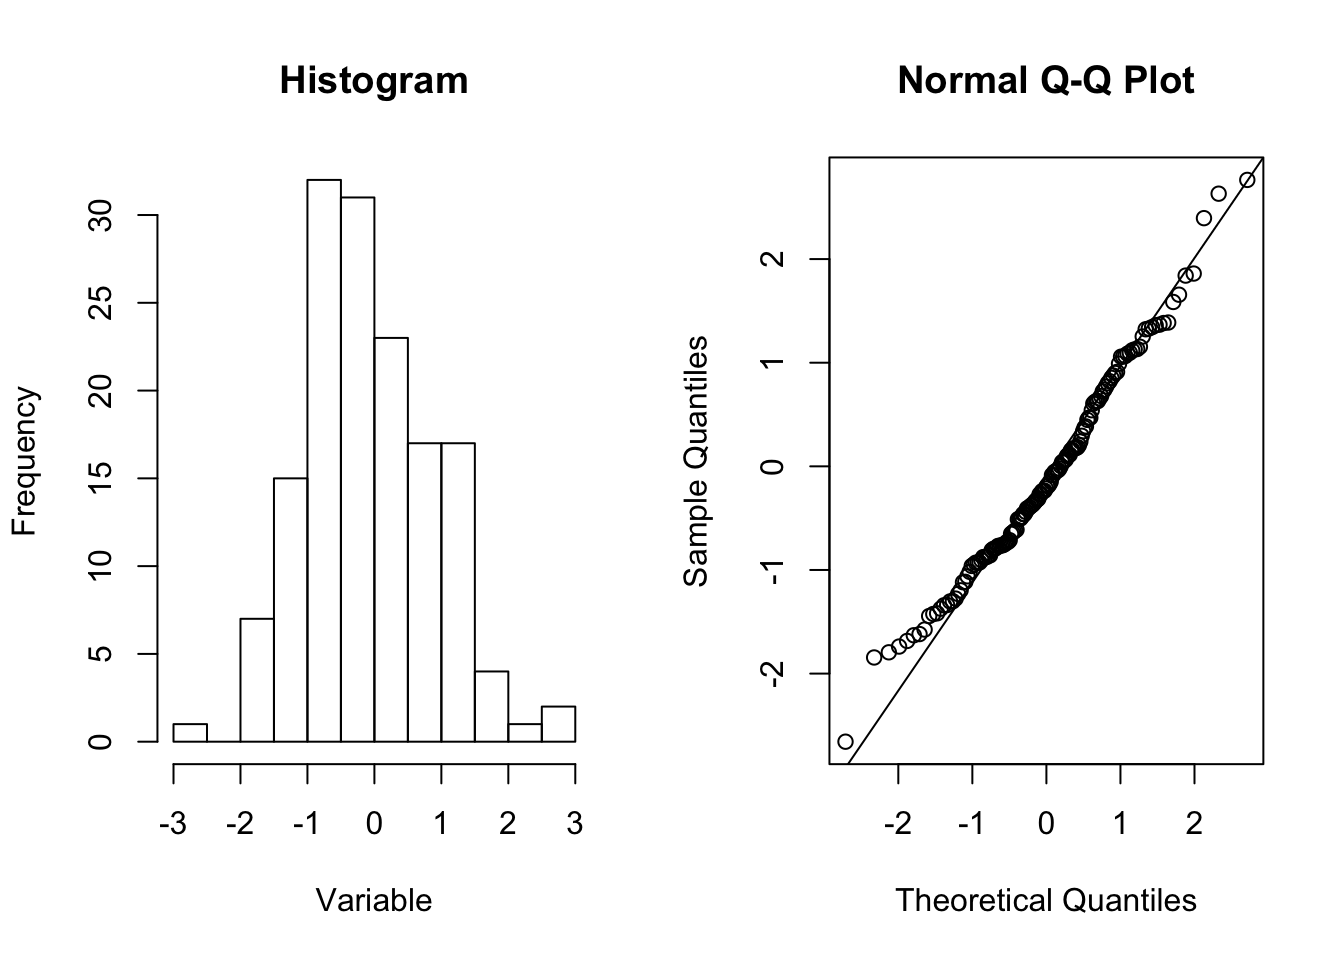 Histogram
Frequency
0
5
10
15
20
25
30
-3 -2 -1 0 1 2 3
Variable
Normal Q-Q Plot
Sample Quantiles
-2
-1
0
1
2
-2 -1 0 1 2
Theoretical Quantiles